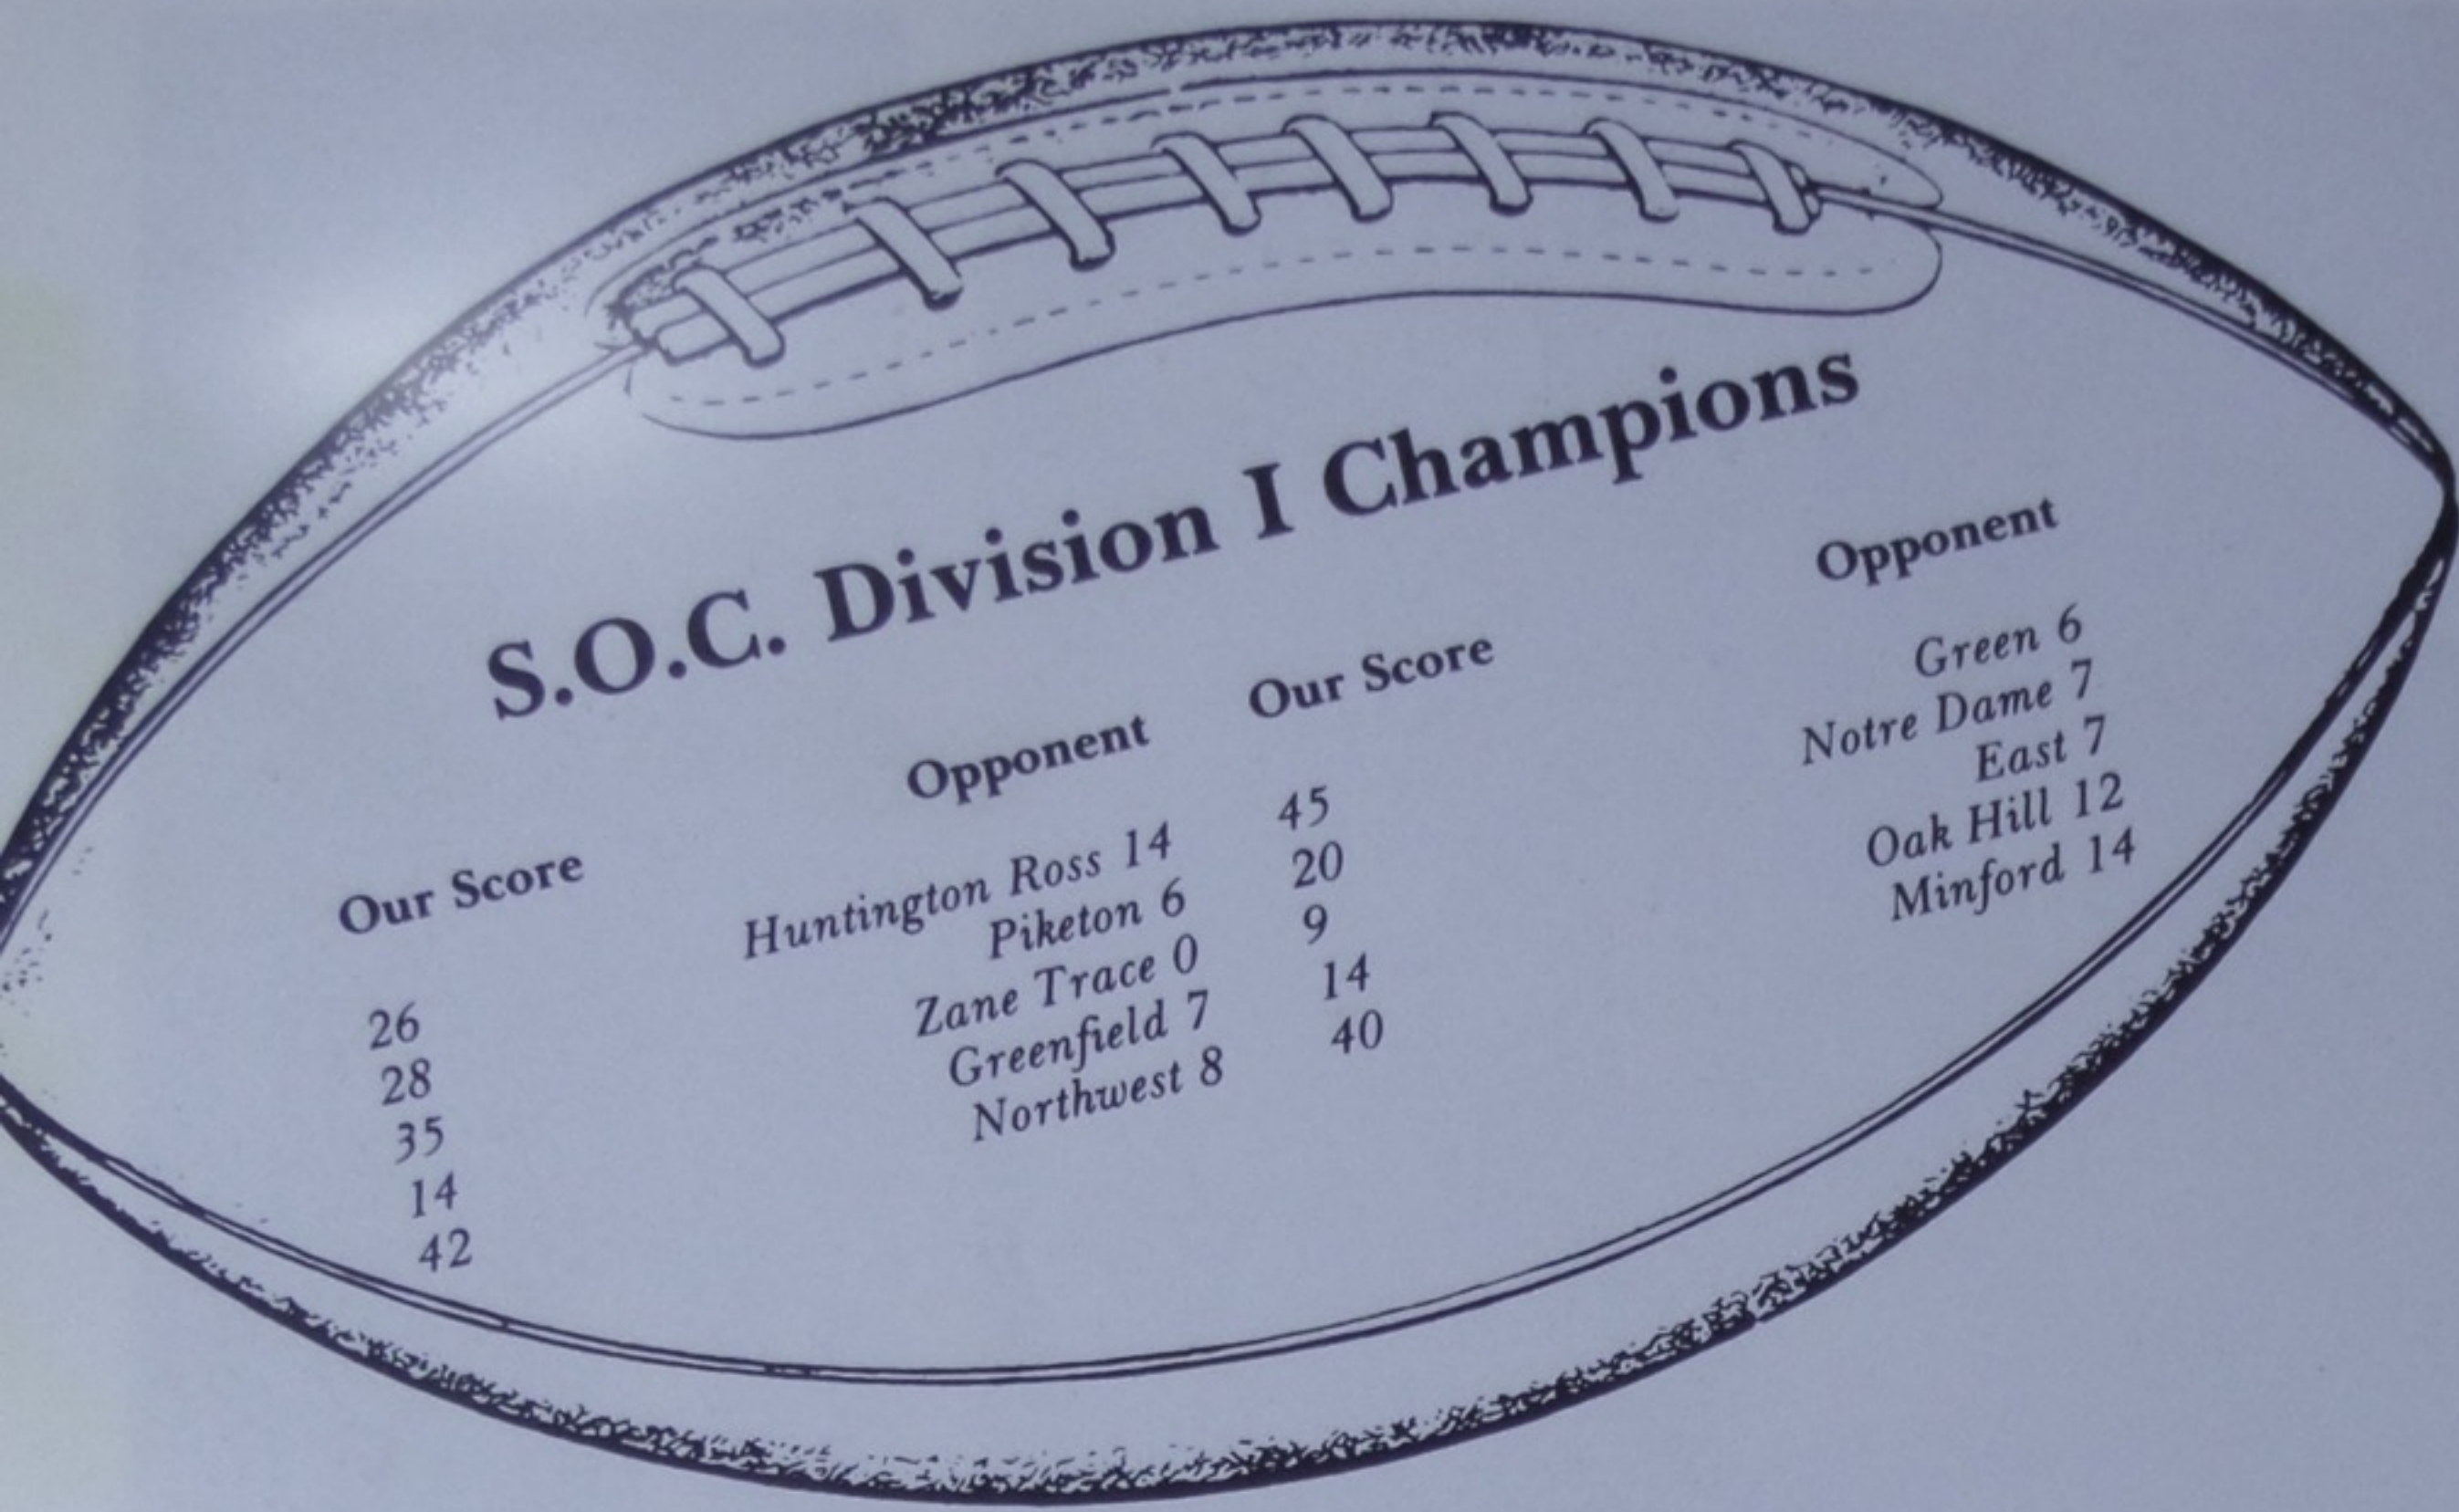 S.O.C. Division I Champions
Our Score Opponent Our Score Opponent
26 Huntington Ross 14 45 Green 6
28 Piketon 6 20 Notre Dame 7
35 Zane Trace 0 9 East 7
14 Greenfield 7 14 Oak Hill 12
42 Northwest 8 40 Minford 14